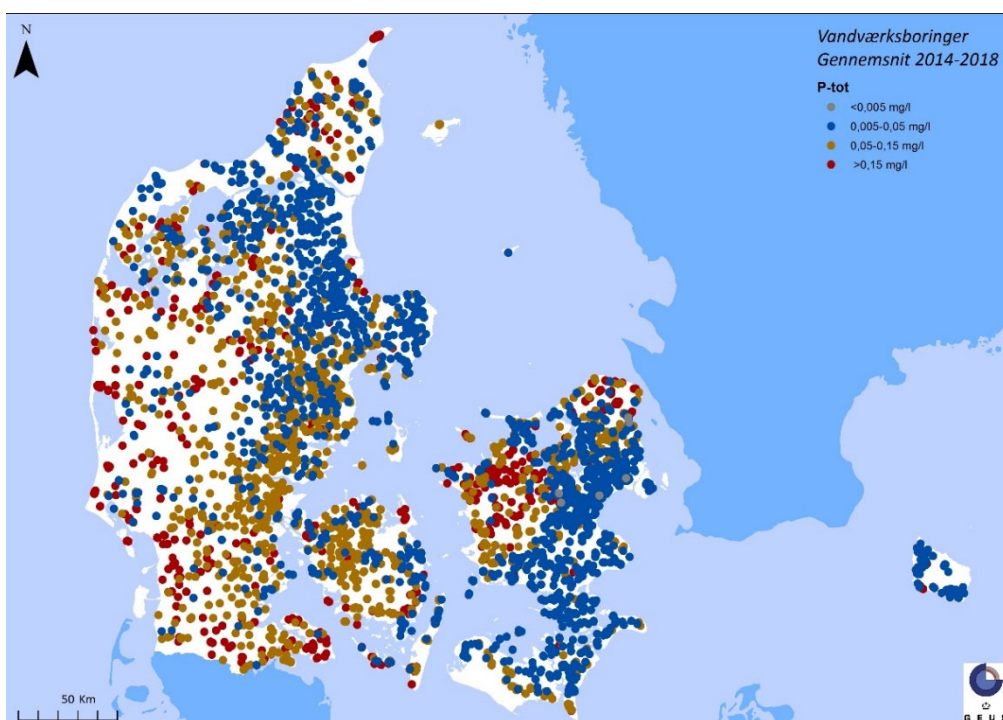 N
Vandværksboringer
Gennemsnit 2014-2018
P-tot
<0,005 mg/l
0,005-0,05 mg/l
0,05-0,15 mg/l
>0,15 mg/l
50 Km
G E U